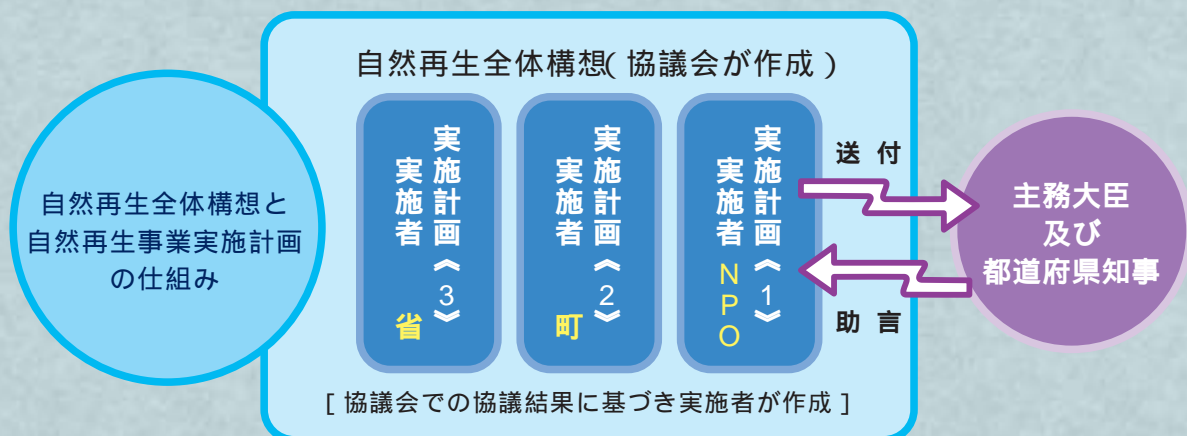 自然再生全体構想と
自然再生事業実施計画
の仕組み
自然再生全体構想(協議会が作成)
実施計画《1》
実施者 NPO
実施計画《2》
実施者 町
実施計画《3》
実施者 省
[協議会での協議結果に基づき実施者が作成]
送付
助言
主務大臣
及び
都道府県知事